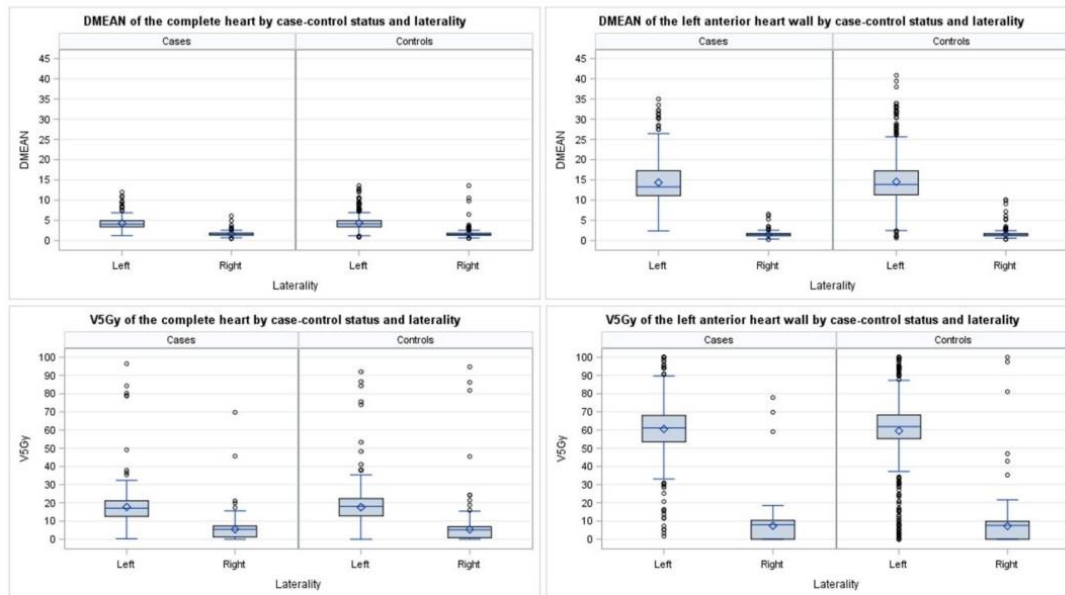 DMEAN of the complete heart by case-control status and laterality
Cases Controls
45
40
35
30
25
20
15
10
5
0
DMEAN
Left Right Left Right
Laterality
DMEAN of the left anterior heart wall by case-control status and laterality
Cases Controls
45
40
35
30
25
20
15
10
5
0
DMEAN
Left Right Left Right
Laterality
V5Gy of the complete heart by case-control status and laterality
Cases Controls
100
90
80
70
60
50
40
30
20
10
0
V5Gy
Left Right Left Right
Laterality
V5Gy of the left anterior heart wall by case-control status and laterality
Cases Controls
100
90
80
70
60
50
40
30
20
10
0
V5Gy
Left Right Left Right
Laterality